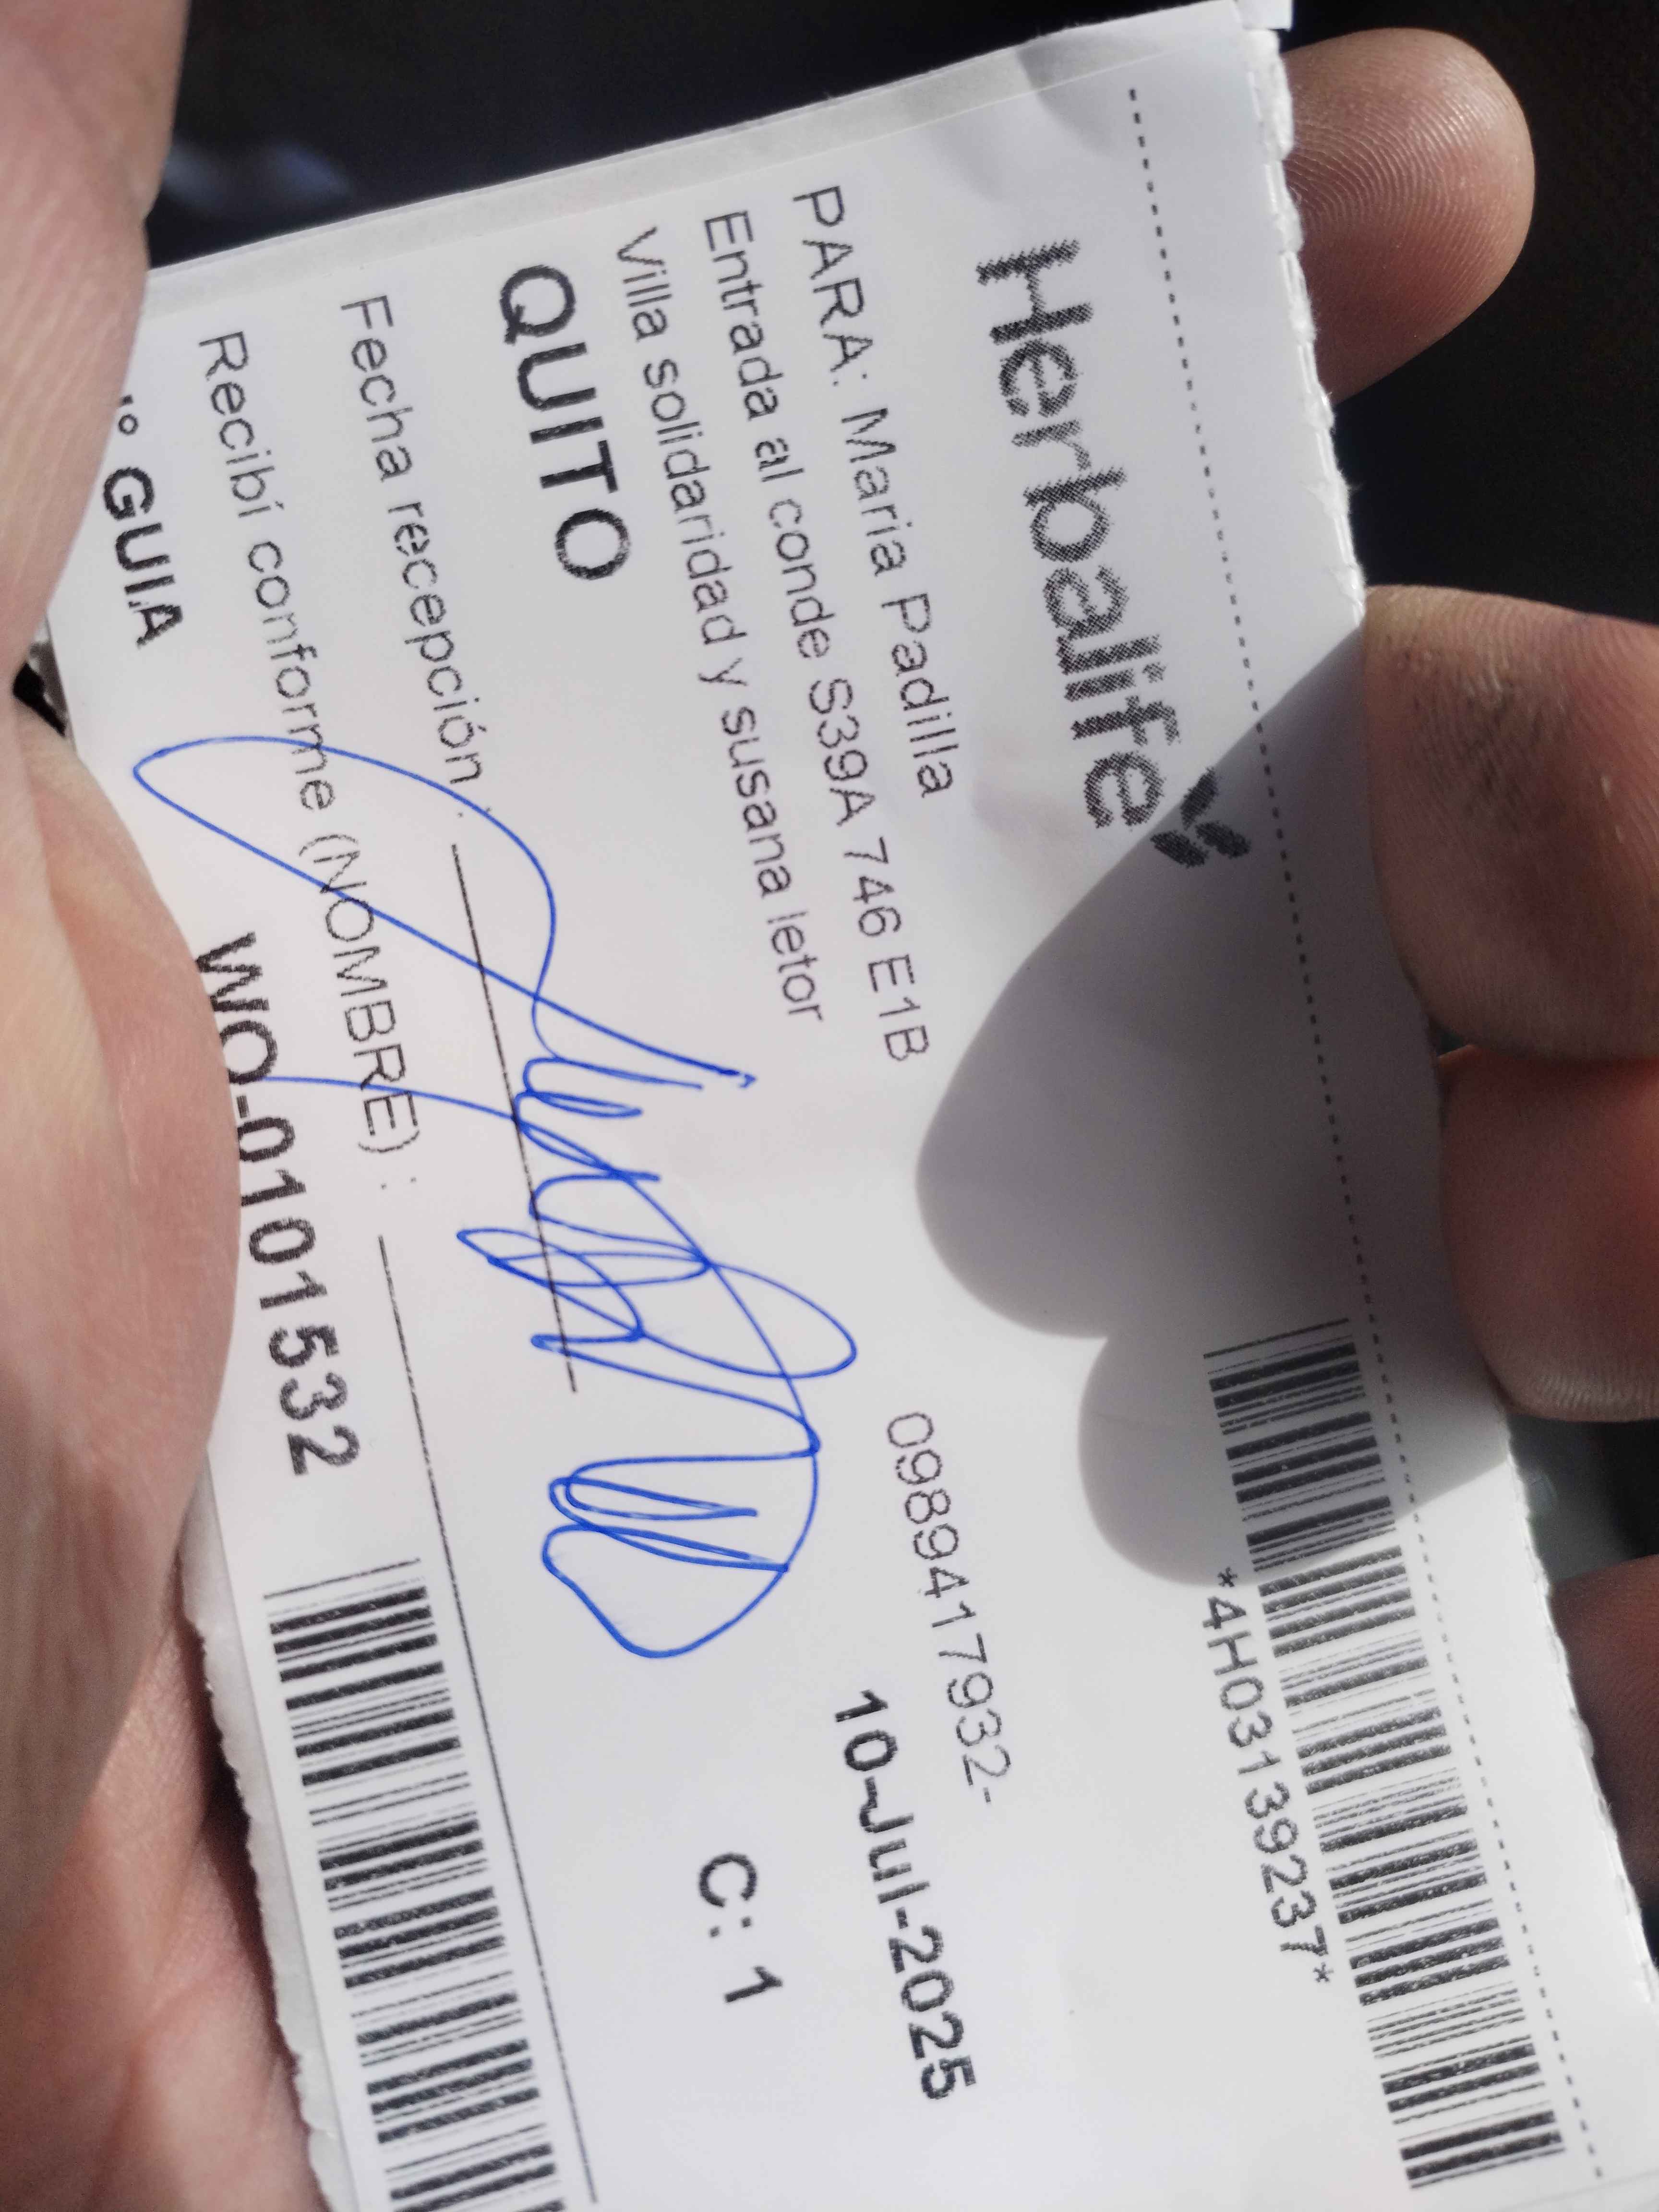 *4H03139237*
Herbalife
PARA: Maria Padilla
0989417932-
Entrada al conde S39A 746 E1B
Villa solidaridad y susana letor
10-Jul-2025
QUITO
C: 1
Fecha recepción :
Recibí conforme (NOMBRE) :
º GUIA
WO-0101532